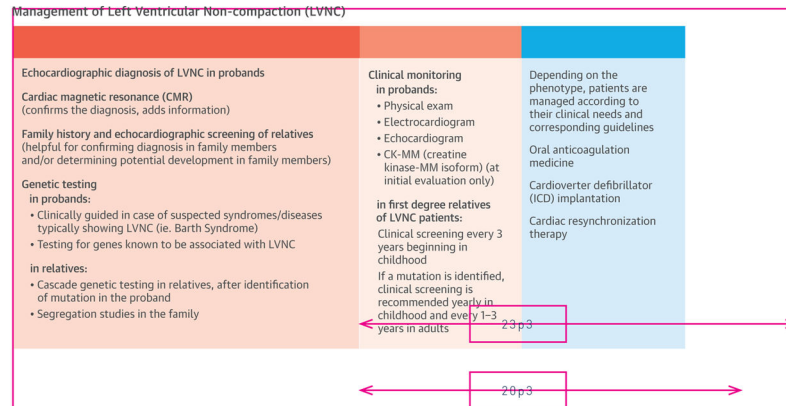 Management of Left Ventricular Non-compaction (LVNC)
Echocardiographic diagnosis of LVNC in probands
Cardiac magnetic resonance (CMR)
(confirms the diagnosis, adds information)
Family history and echocardiographic screening of relatives
(helpful for confirming diagnosis in family members
and/or determining potential development in family members)
Genetic testing
in probands:
• Clinically guided in case of suspected syndromes/diseases
typically showing LVNC (ie. Barth Syndrome)
• Testing for genes known to be associated with LVNC
in relatives:
• Cascade genetic testing in relatives, after identification
of mutation in the proband
• Segregation studies in the family
Clinical monitoring
in probands:
• Physical exam
• Electrocardiogram
• Echocardiogram
• CK-MM (creatine
kinase-MM isoform) (at
initial evaluation only)
in first degree relatives
of LVNC patients:
Clinical screening every 3
years beginning in
childhood
If a mutation is identified,
clinical screening is
recommended yearly in
childhood and every 1–3
years in adults
Depending on the
phenotype, patients are
managed according to
their clinical needs and
corresponding guidelines
Oral anticoagulation
medicine
Cardioverter defibrillator
(ICD) implantation
Cardiac resynchronization
therapy
23p3
20p3